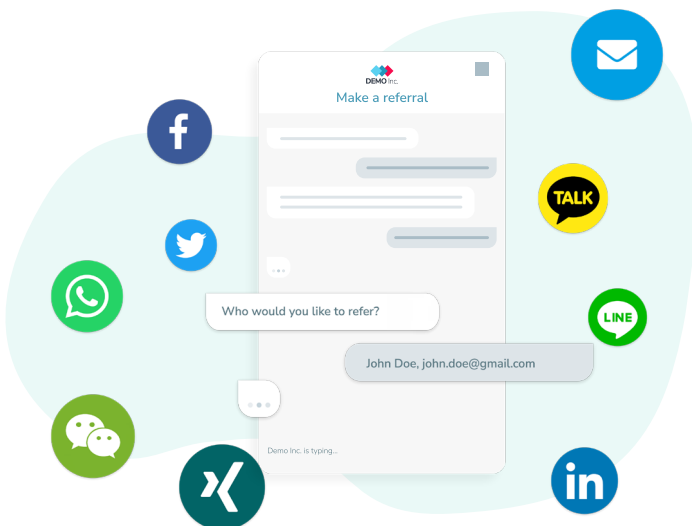 DEMO Inc.
Make a referral
TALK
LINE
Who would you like to refer?
John Doe, john.doe@gmail.com
Demo Inc. is typing...
in